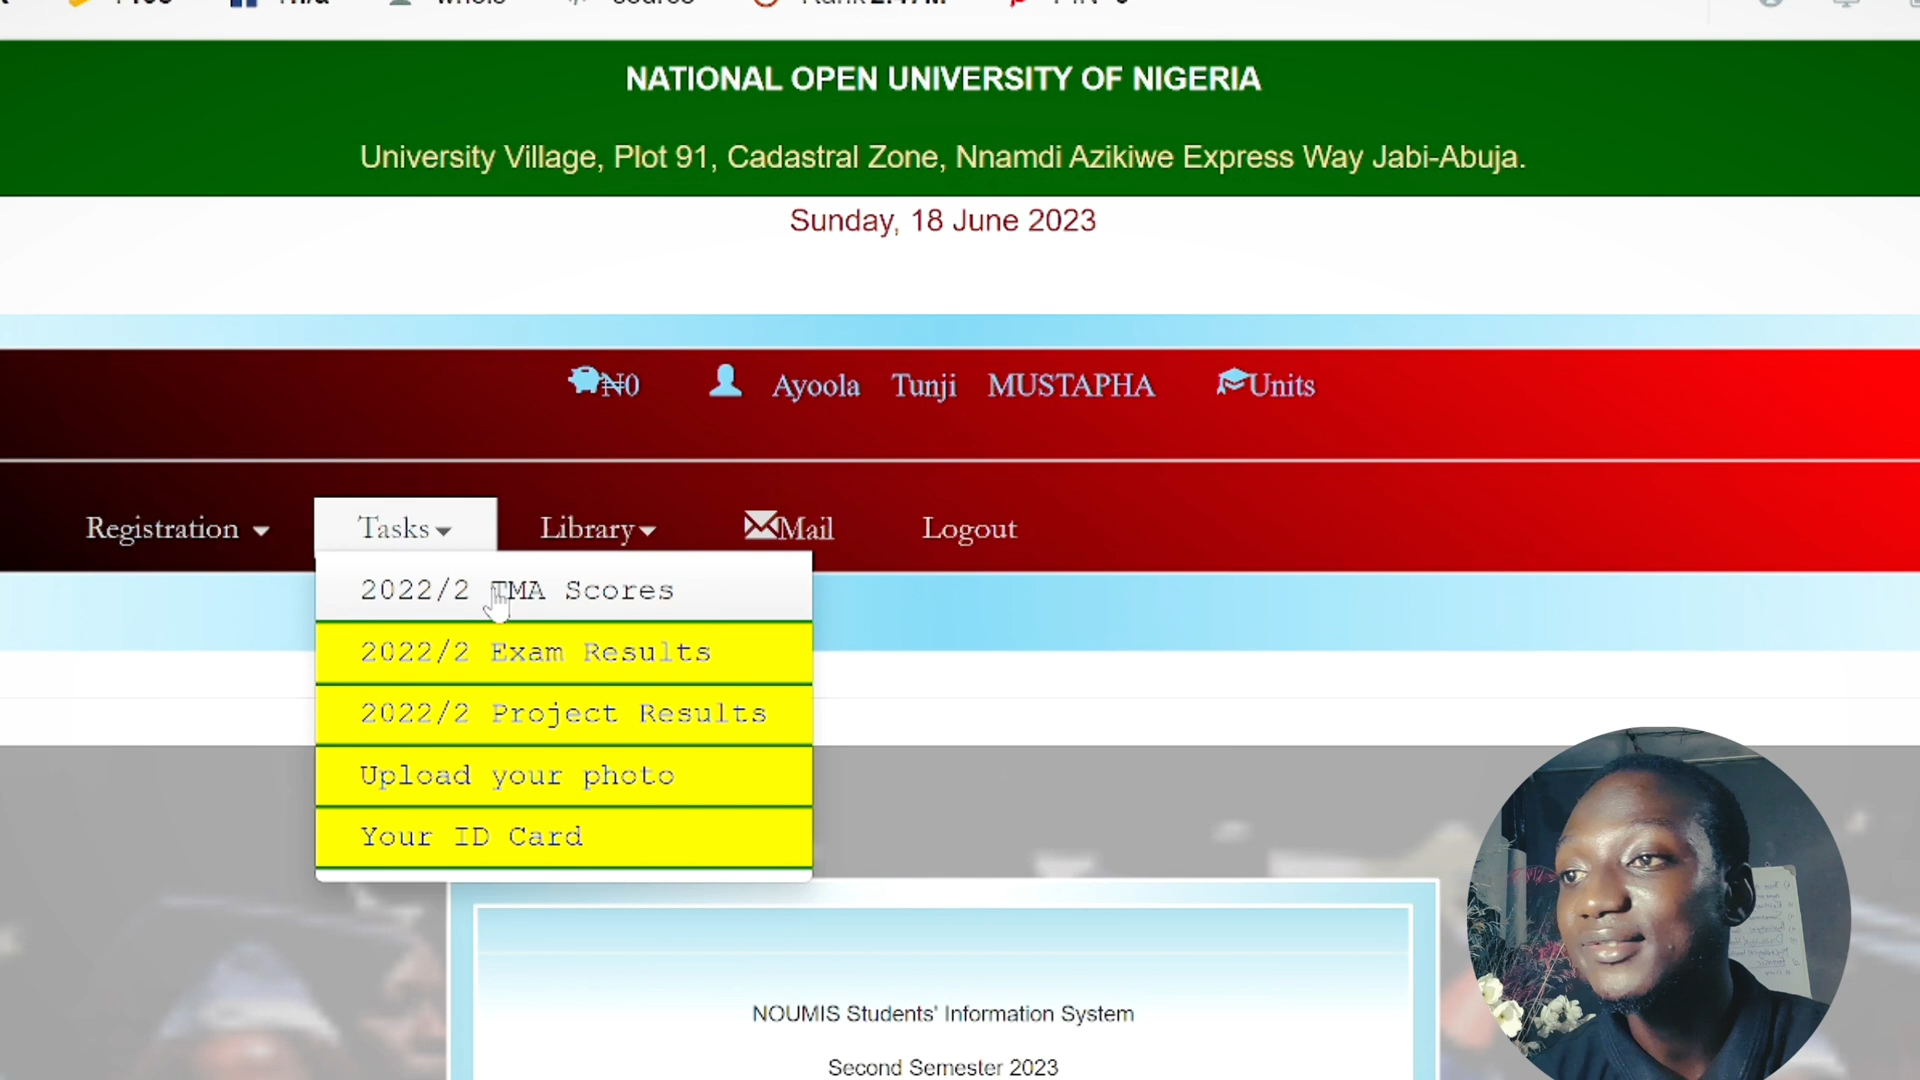 NATIONAL OPEN UNIVERSITY OF NIGERIA
University Village, Plot 91, Cadastral Zone, Nnamdi Azikiwe Express Way Jabi-Abuja.
Sunday, 18 June 2023
₦0 Ayoola Tunji MUSTAPHA Units
Registration Tasks Library Mail Logout
2022/2 TMA Scores
2022/2 Exam Results
2022/2 Project Results
Upload your photo
Your ID Card
NOUMIS Students' Information System
Second Semester 2023